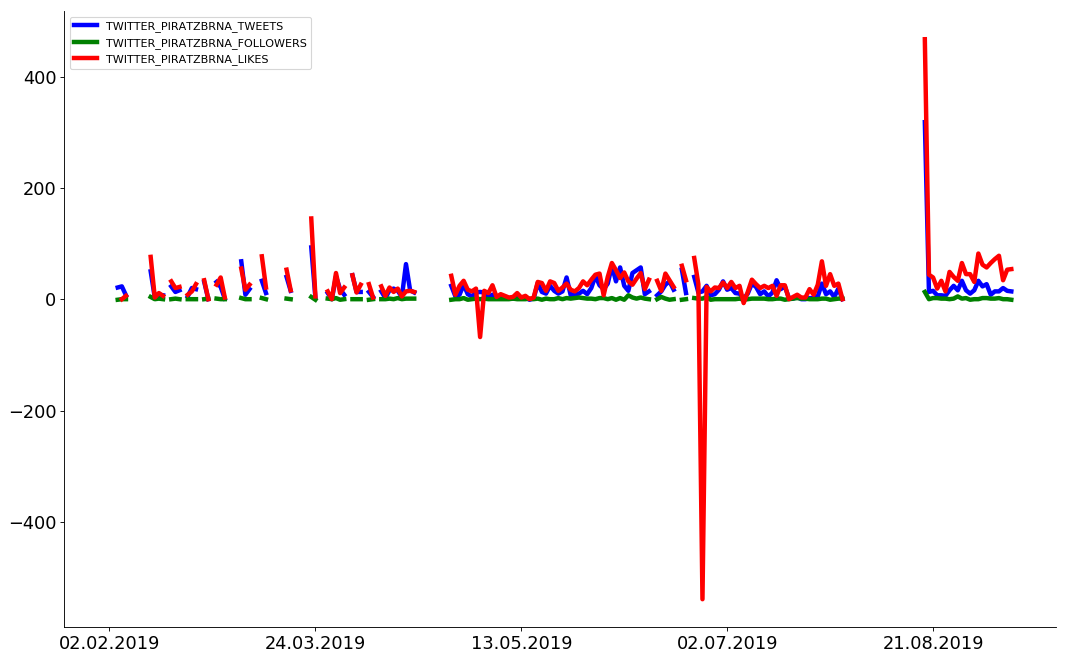 TWITTER_PIRATZBRNA_TWEETS
TWITTER_PIRATZBRNA_FOLLOWERS
TWITTER_PIRATZBRNA_LIKES
400
200
0
−200
−400
02.02.2019 24.03.2019 13.05.2019 02.07.2019 21.08.2019